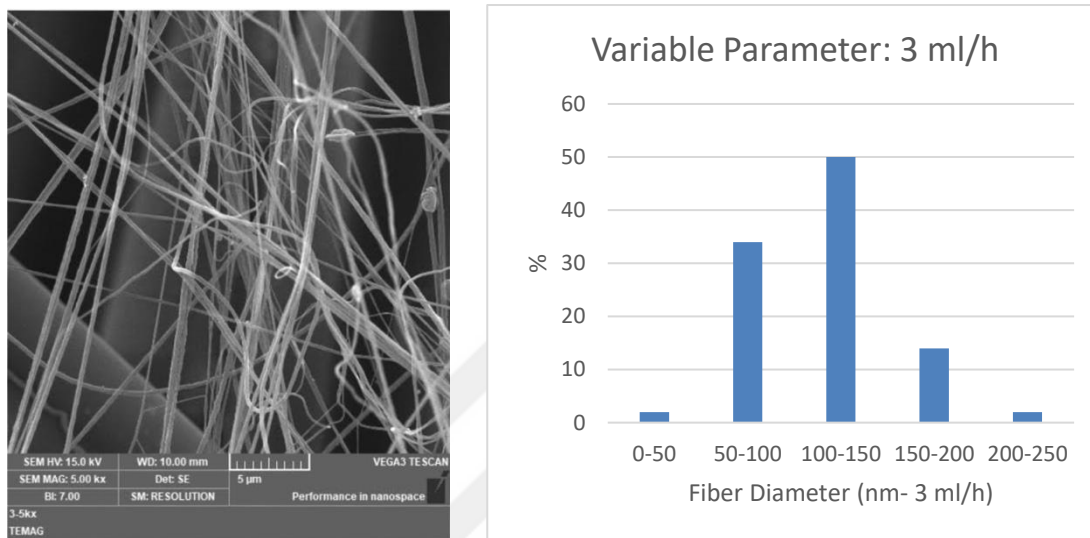 SEM HV: 15.0 kV WD: 10.00 mm VEGA3 TESCAN
SEM MAG: 5.00 kx Det: SE 5 µm
BI: 7.00 SM: RESOLUTION Performance in nanospace
3-5kx
TEMAG
Variable Parameter: 3 ml/h
60
50
40
30
20
10
0
%
0-50 50-100 100-150 150-200 200-250
Fiber Diameter (nm- 3 ml/h)